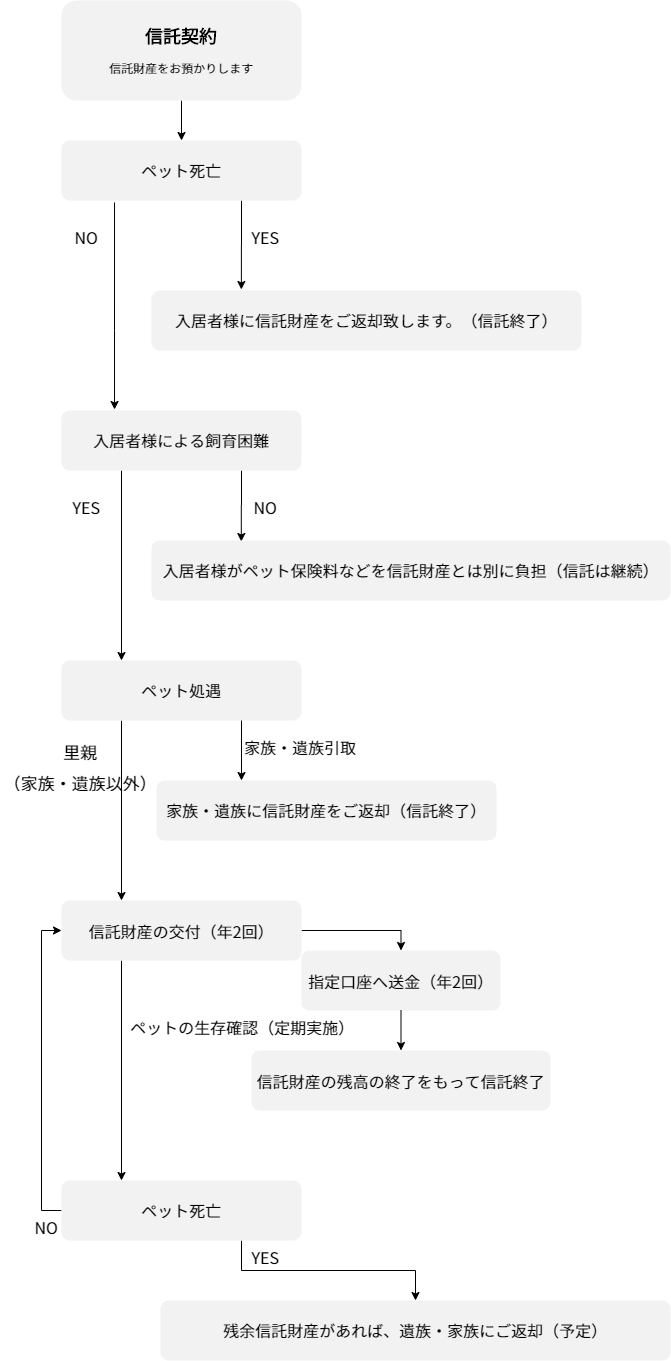 信託契約
信託財産をお預かりします
ペット死亡
NO
YES
入居者様に信託財産をご返却致します。（信託終了）
入居者様による飼育困難
YES
NO
入居者様がペット保険料などを信託財産とは別に負担（信託は継続）
ペット処遇
里親
（家族・遺族以外）
家族・遺族引取
家族・遺族に信託財産をご返却（信託終了）
信託財産の交付（年2回）
指定口座へ送金（年2回）
ペットの生存確認（定期実施）
信託財産の残高の終了をもって信託終了
ペット死亡
NO
YES
残余信託財産があれば、遺族・家族にご返却（予定）